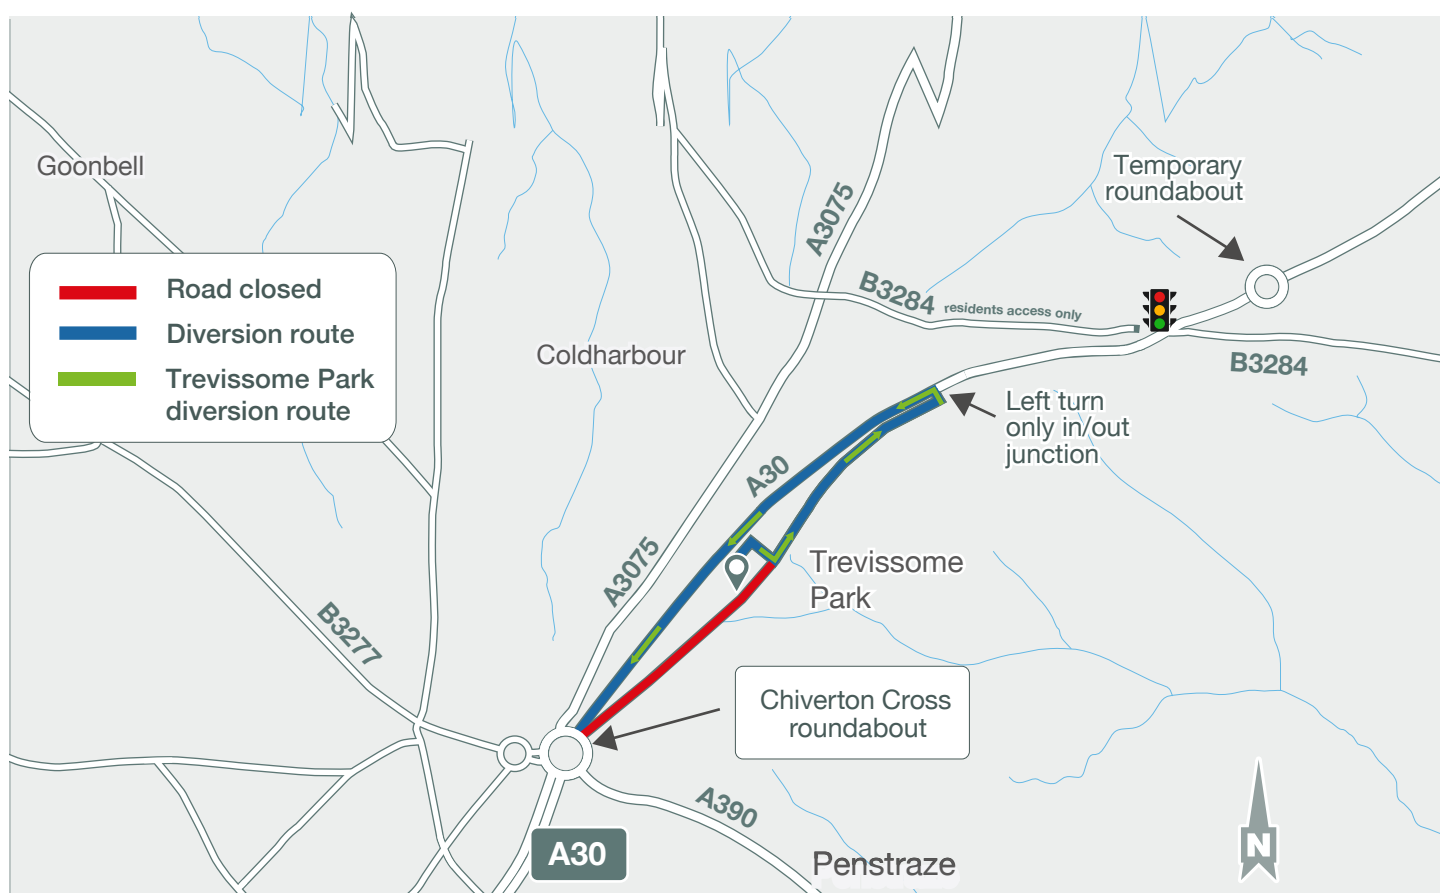 Goonbell
Temporary
roundabout
A3075
Road closed
Diversion route
Trevissome Park
diversion route
B3284 residents access only
B3284
Coldharbour
Left turn
only in/out
junction
A30
A3075
Trevissome
Park
B3277
Chiverton Cross
roundabout
A390
A30
Penstraze
N